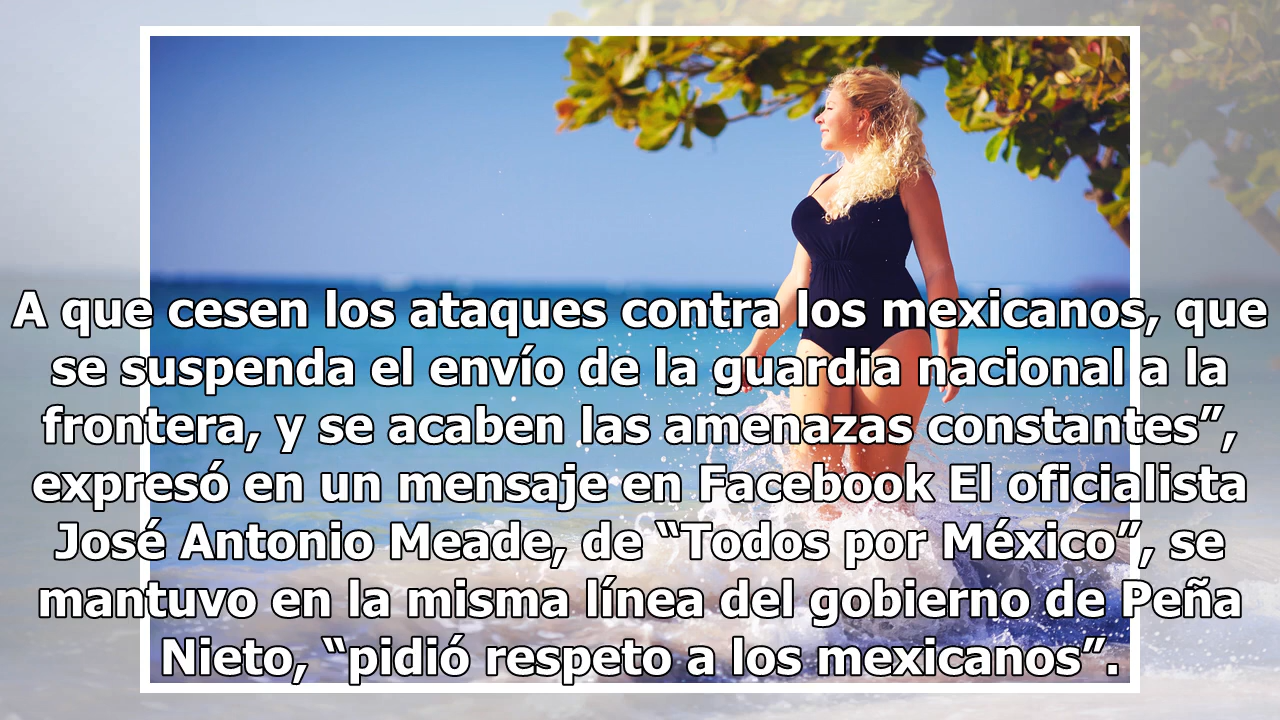 A que cesen los ataques contra los mexicanos, que
se suspenda el envío de la guardia nacional a la
frontera, y se acaben las amenazas constantes”,
expresó en un mensaje en Facebook El oficialista
José Antonio Meade, de “Todos por México”, se
mantuvo en la misma línea del gobierno de Peña
Nieto, “pidió respeto a los mexicanos”.